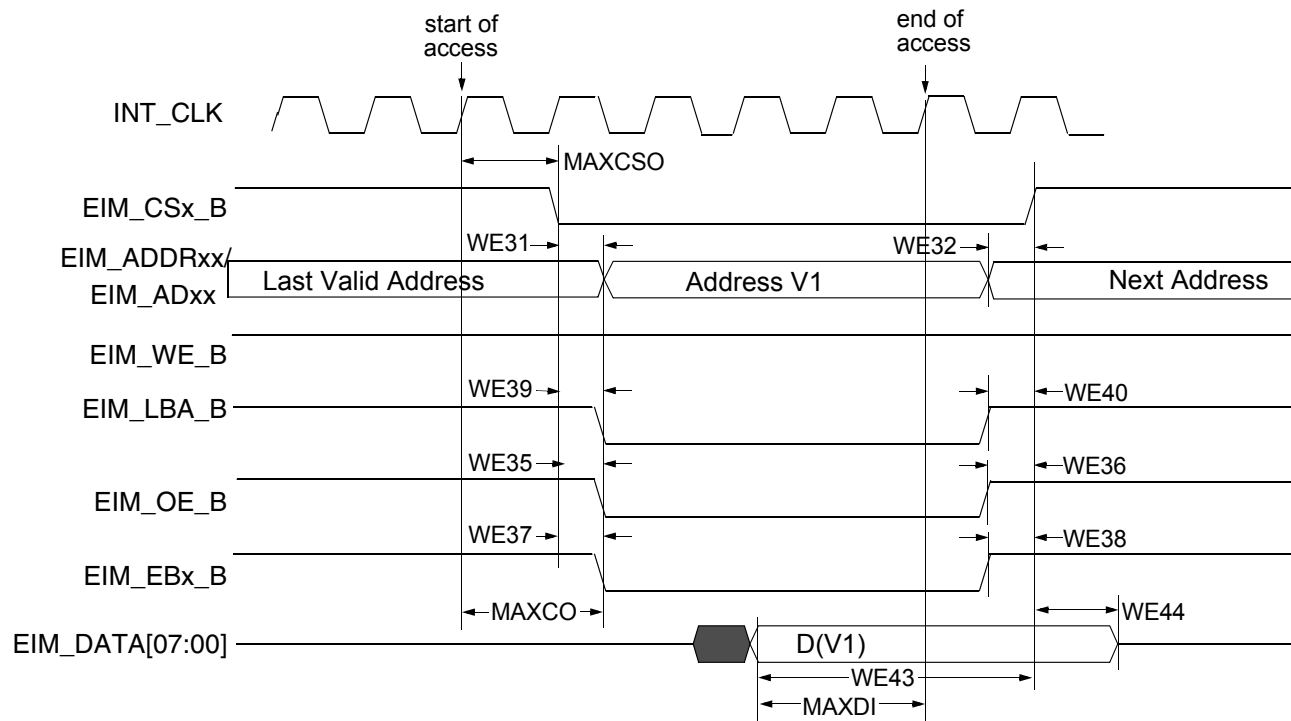 start of
access
end of
access
INT_CLK
MAXCSO
EIM_CSx_B
WE31
WE32
EIM_ADDRxx/
EIM_ADxx
Last Valid Address
Address V1
Next Address
EIM_WE_B
WE39
WE40
EIM_LBA_B
WE35
WE36
EIM_OE_B
WE37
WE38
EIM_EBx_B
MAXCO
WE44
EIM_DATA[07:00]
D(V1)
WE43
MAXDI